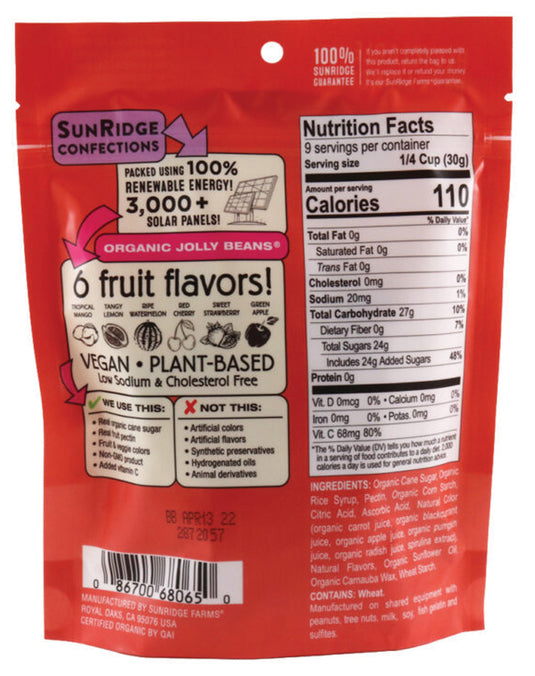 100%
SUNRIDGE
GUARANTEE
If you aren't completely pleased with
this product, return the bag to us.
We'll replace it or refund your money.
It's our SunRidge Farms guarantee.
SUNRIDGE
CONFECTIONS
PACKED USING 100%
RENEWABLE ENERGY!
3,000+
SOLAR PANELS!
ORGANIC JOLLY BEANS®
6 fruit flavors!
TROPICAL MANGO
TANGY LEMON
RIPE WATERMELON
RED CHERRY
SWEET STRAWBERRY
GREEN APPLE
VEGAN • PLANT-BASED
Low Sodium & Cholesterol Free
WE USE THIS:
• Real organic cane sugar
• Real fruit pectin
• Fruit & veggie colors
• Non-GMO product
• Added vitamin C
NOT THIS:
• Artificial colors
• Artificial flavors
• Synthetic preservatives
• Hydrogenated oils
• Animal derivatives
BB APR13 22
2872057
0 86700 68065 0
MANUFACTURED BY SUNRIDGE FARMS®
ROYAL OAKS, CA 95076 USA
CERTIFIED ORGANIC BY QAI
Nutrition Facts
9 servings per container
Serving size 1/4 Cup (30g)
Amount per serving
Calories 110
% Daily Value*
Total Fat 0g 0%
Saturated Fat 0g 0%
Trans Fat 0g
Cholesterol 0mg 0%
Sodium 20mg 1%
Total Carbohydrate 27g 10%
Dietary Fiber 0g 7%
Total Sugars 24g
Includes 24g Added Sugars 48%
Protein 0g
Vit. D 0mcg 0% • Calcium 0mg 0%
Iron 0mg 0% • Potas. 0mg 0%
Vit. C 68mg 80%
*The % Daily Value (DV) tells you how much a nutrient
in a serving of food contributes to a daily diet. 2,000
calories a day is used for general nutrition advice.
INGREDIENTS: Organic Cane Sugar, Organic
Rice Syrup, Pectin, Organic Corn Starch,
Citric Acid, Ascorbic Acid, Natural Color
(organic carrot juice, organic blackcurrant
juice, organic apple juice, organic pumpkin
juice, organic radish juice, spirulina extract),
Natural Flavors, Organic Sunflower Oil,
Organic Carnauba Wax, Wheat Starch.
CONTAINS: Wheat.
Manufactured on shared equipment with
peanuts, tree nuts, milk, soy, fish gelatin and
sulfites.